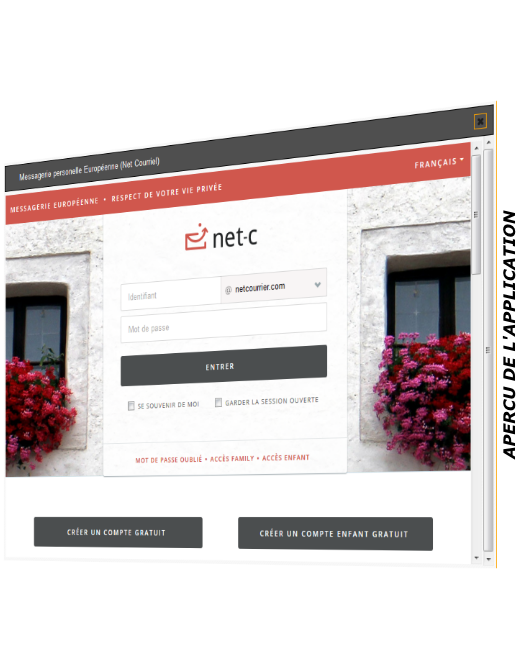 Messagerie personelle Européenne (Net Courriel)
FRANÇAIS
MESSAGERIE EUROPÉENNE • RESPECT DE VOTRE VIE PRIVÉE
net-c
Identifiant
@ netcourrier.com
Mot de passe
ENTRER
SE SOUVENIR DE MOI
GARDER LA SESSION OUVERTE
MOT DE PASSE OUBLIÉ • ACCÈS FAMILY • ACCÈS ENFANT
CRÉER UN COMPTE GRATUIT
CRÉER UN COMPTE ENFANT GRATUIT
APERCU DE L'APPLICATION